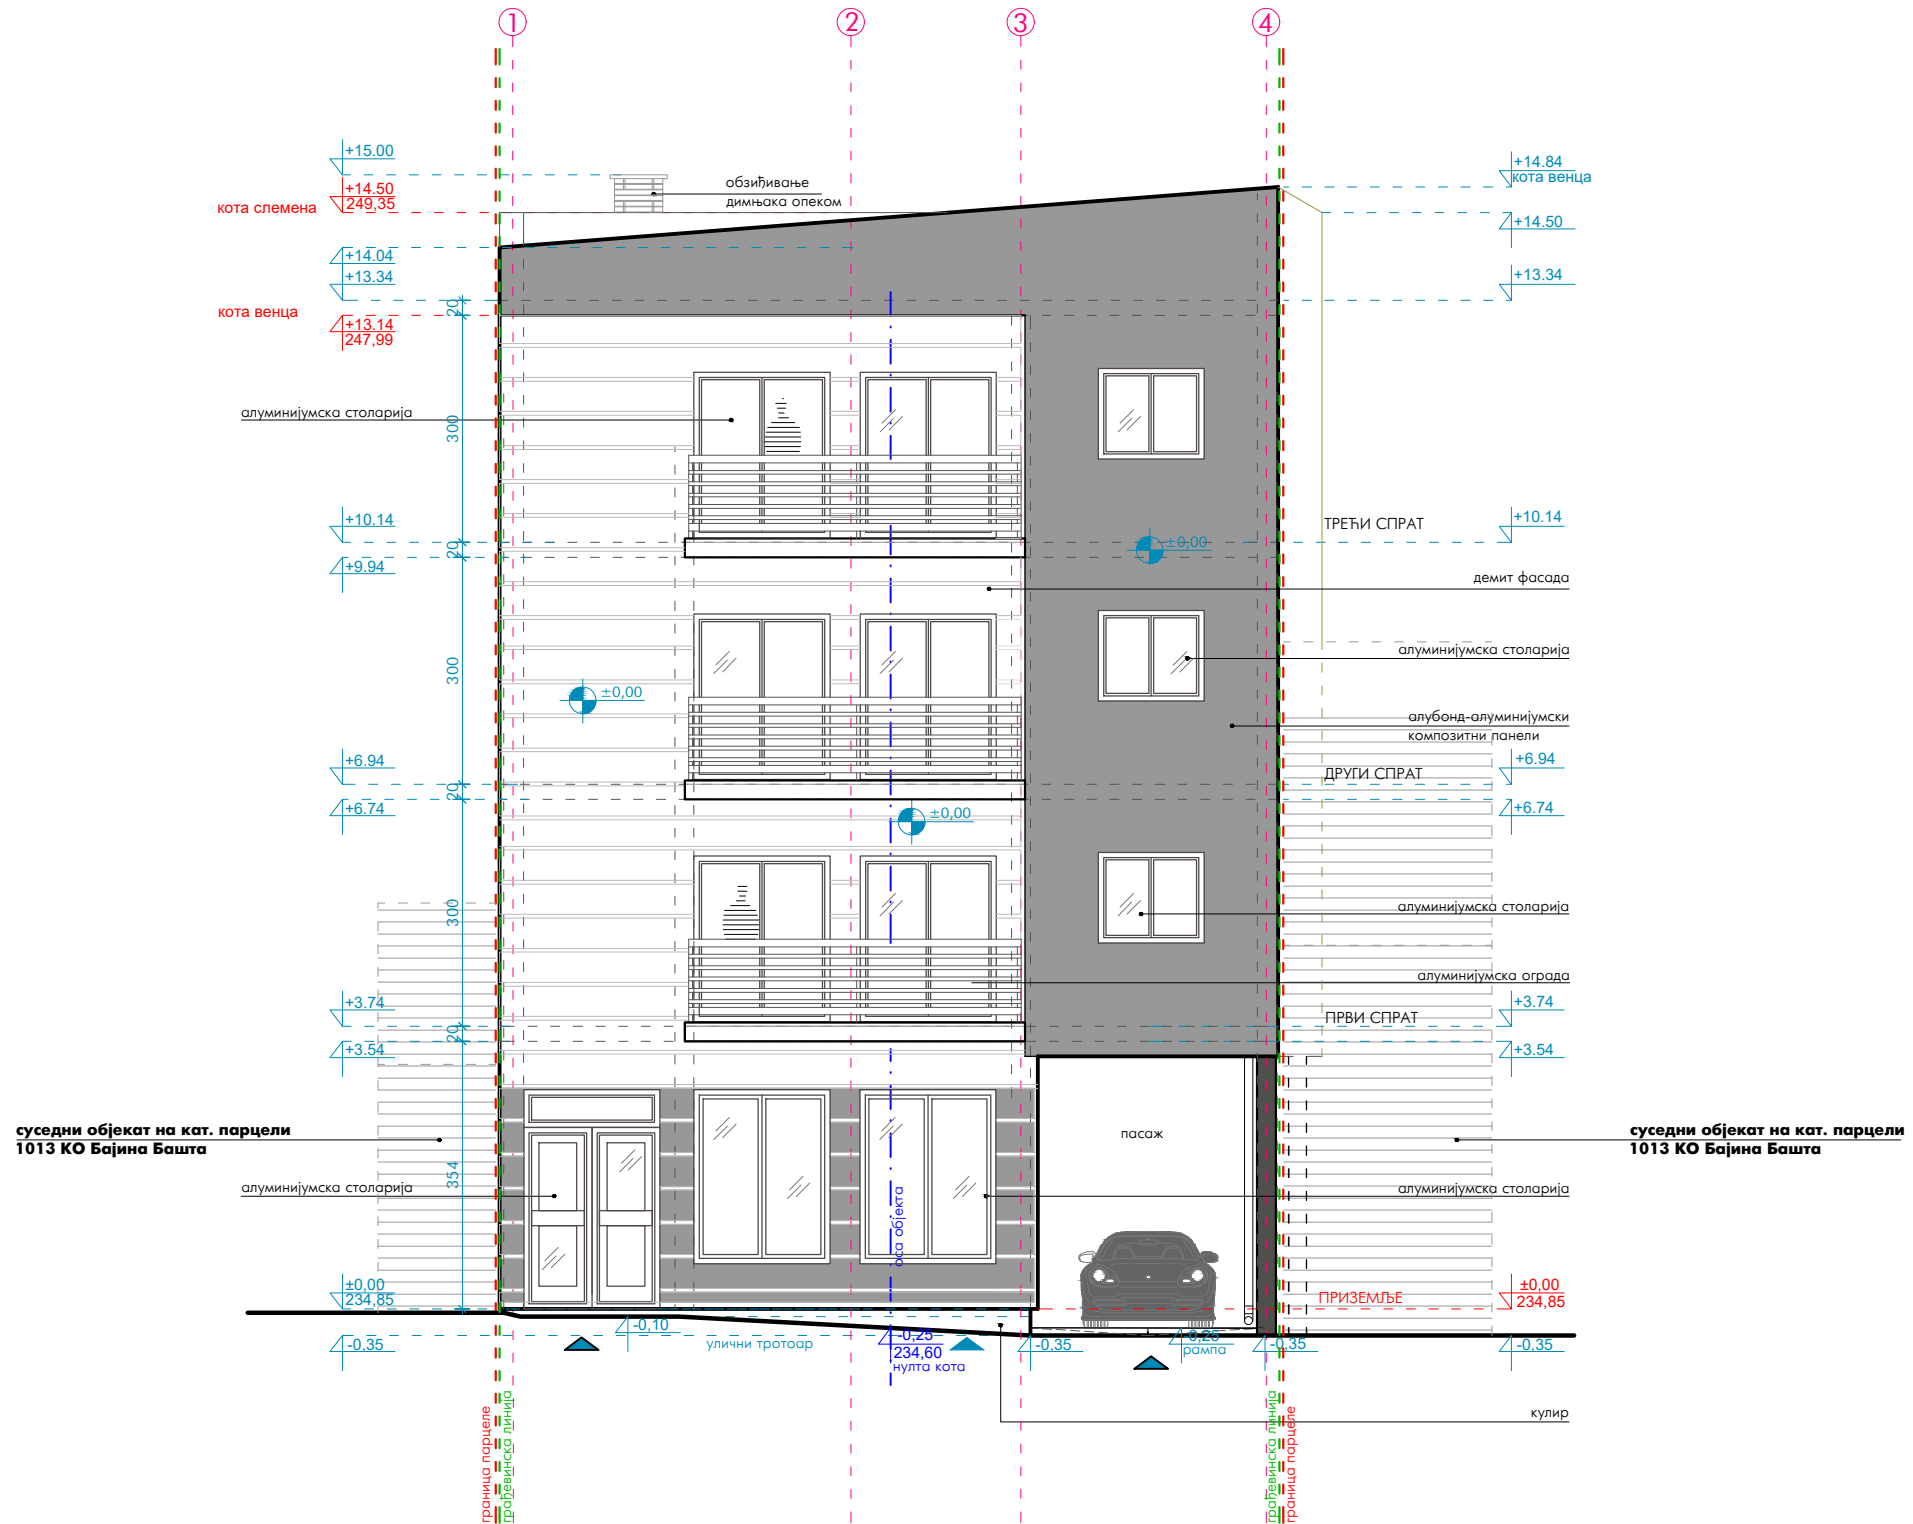 1
2
3
4
+15.00
+14.50
249,35
кота слемена
+14.04
+13.34
кота венца
+13.14
247,99
обзиђивање
димњака опеком
+14.84
кота венца
+14.50
+13.34
20
алуминијумска столарија
300
+10.14
20
+9.94
ТРЕЋИ СПРАТ
+10.14
±0,00
демит фасада
алуминијумска столарија
300
±0,00
алубонд-алуминијумски
композитни панели
+6.94
20
+6.74
ДРУГИ СПРАТ
+6.94
+6.74
±0,00
300
алуминијумска столарија
алуминијумска ограда
+3.74
20
+3.54
ПРВИ СПРАТ
+3.74
+3.54
суседни објекат на кат. парцели
1013 КО Бајина Башта
пасаж
суседни објекат на кат. парцели
1013 КО Бајина Башта
354
алуминијумска столарија
алуминијумска столарија
оса објекта
±0,00
234,85
ПРИЗЕМЉЕ
±0,00
234,85
-0,35
-0,10
улични тротоар
-0,25
234,60
нулта кота
-0,35
-0,25
рампа
-0,35
-0,35
кулир
граница парцеле
грађевинска линија
грађевинска линија
граница парцеле